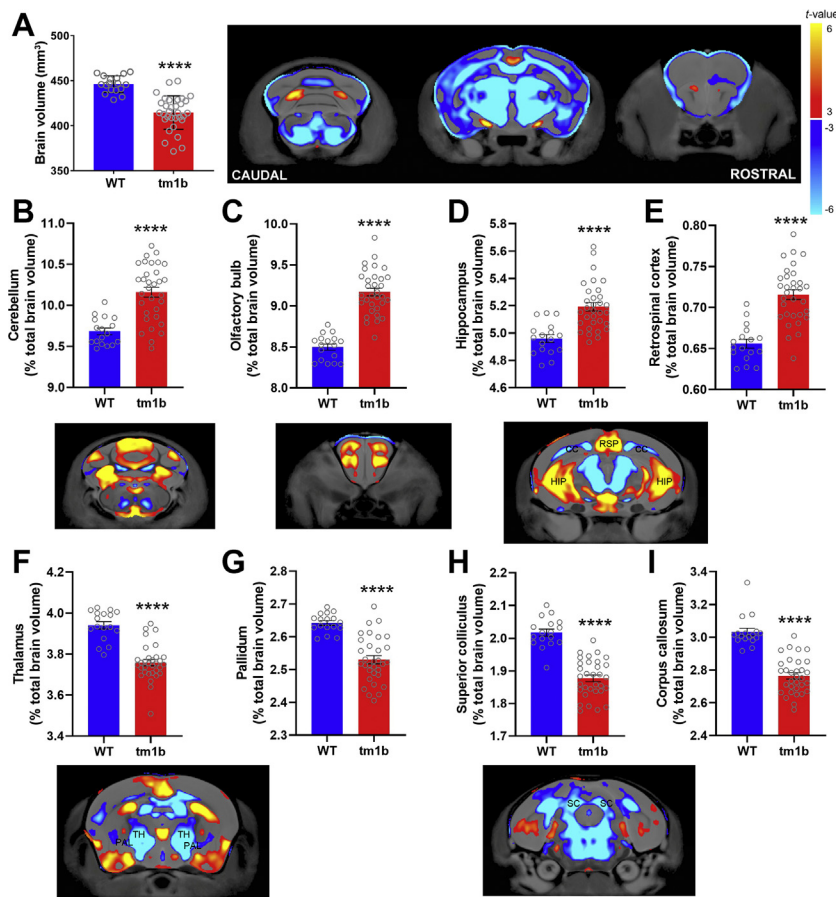 A
Brain volume (mm³)
450
400
350
WT
tm1b
****
CAUDAL
ROSTRAL
t-value
6
3
-3
-6
B
Cerebellum
(% total brain volume)
11.0
10.5
10.0
9.5
9.0
WT
tm1b
****
C
Olfactory bulb
(% total brain volume)
10.0
9.5
9.0
8.5
8.0
WT
tm1b
****
D
Hippocampus
(% total brain volume)
5.8
5.6
5.4
5.2
5.0
4.8
4.6
WT
tm1b
****
E
Retrospinal cortex
(% total brain volume)
0.80
0.75
0.70
0.65
0.60
WT
tm1b
****
CC
RSP
CC
HIP
HIP
F
Thalamus
(% total brain volume)
4.2
4.0
3.8
3.6
3.4
WT
tm1b
****
G
Pallidum
(% total brain volume)
2.8
2.7
2.6
2.5
2.4
2.3
WT
tm1b
****
H
Superior colliculus
(% total brain volume)
2.2
2.1
2.0
1.9
1.8
1.7
WT
tm1b
****
I
Corpus callosum
(% total brain volume)
3.4
3.2
3.0
2.8
2.6
2.4
WT
tm1b
****
TH
TH
PAL
PAL
SC
SC